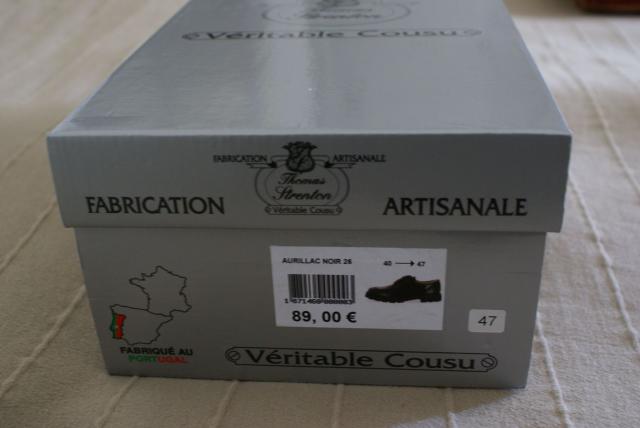 Strenton
Véritable Cousu
FABRICATION ARTISANALE
Thomas
Strenton
Véritable Cousu
FABRICATION ARTISANALE
AURILLAC NOIR 26 40 47
89,00 €
47
FABRIQUÉ AU
PORTUGAL
Véritable Cousu